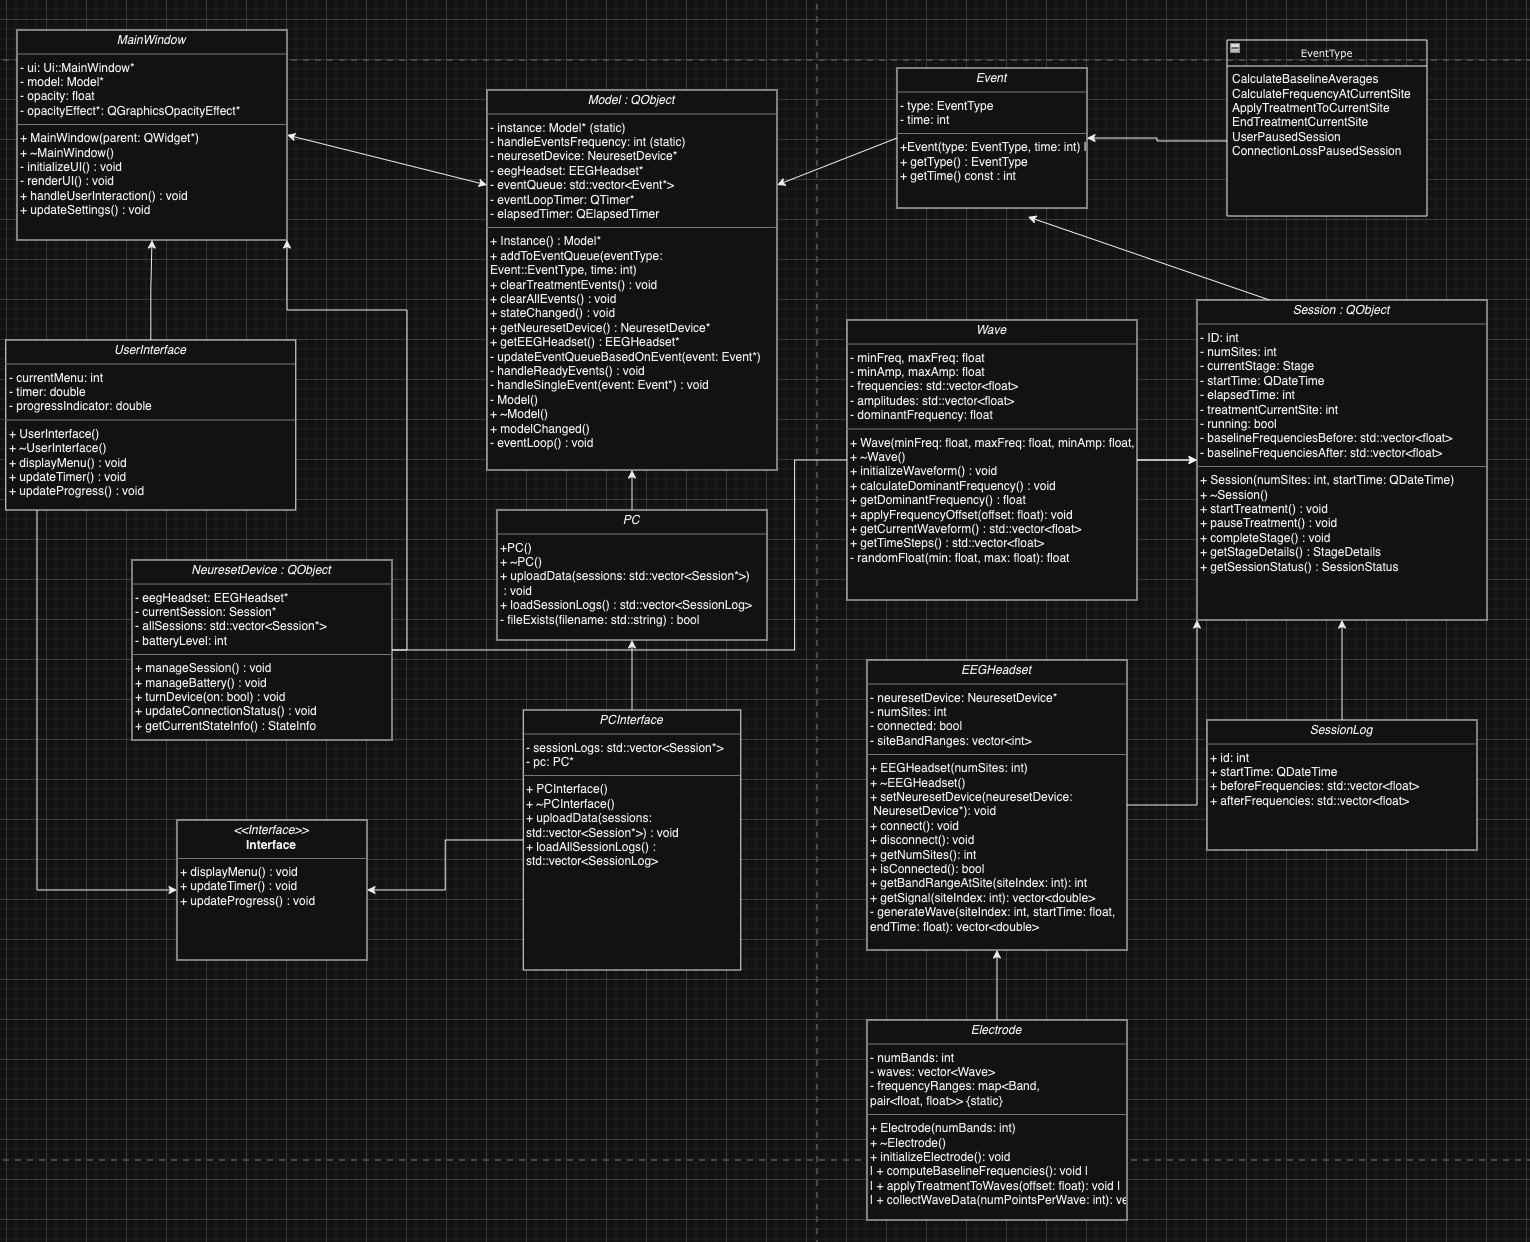 MainWindow
- ui: Ui::MainWindow*
- model: Model*
- opacity: float
- opacityEffect*: QGraphicsOpacityEffect*
+ MainWindow(parent: QWidget*)
+ ~MainWindow()
- initializeUI() : void
- renderUI() : void
+ handleUserInteraction() : void
+ updateSettings() : void
Model : QObject
- instance: Model* (static)
- handleEventsFrequency: int (static)
- neuresetDevice: NeuresetDevice*
- eegHeadset: EEGHeadset*
- eventQueue: std::vector<Event*>
- eventLoopTimer: QTimer*
- elapsedTimer: QElapsedTimer
+ Instance() : Model*
+ addToEventQueue(eventType:
Event::EventType, time: int)
+ clearTreatmentEvents() : void
+ clearAllEvents() : void
+ stateChanged() : void
+ getNeuresetDevice() : NeuresetDevice*
+ getEEGHeadset() : EEGHeadset*
- updateEventQueueBasedOnEvent(event: Event*)
- handleReadyEvents() : void
- handleSingleEvent(event: Event*) : void
- Model()
+ ~Model()
+ modelChanged()
- eventLoop() : void
Event
- type: EventType
- time: int
+Event(type: EventType, time: int) |
+ getType() : EventType
+ getTime() const : int
EventType
CalculateBaselineAverages
CalculateFrequencyAtCurrentSite
ApplyTreatmentToCurrentSite
EndTreatmentCurrentSite
UserPausedSession
ConnectionLossPausedSession
UserInterface
- currentMenu: int
- timer: double
- progressIndicator: double
+ UserInterface()
+ ~UserInterface()
+ displayMenu() : void
+ updateTimer() : void
+ updateProgress() : void
Wave
- minFreq, maxFreq: float
- minAmp, maxAmp: float
- frequencies: std::vector<float>
- amplitudes: std::vector<float>
- dominantFrequency: float
+ Wave(minFreq: float, maxFreq: float, minAmp: float,
+ ~Wave()
+ initializeWaveform() : void
+ calculateDominantFrequency() : void
+ getDominantFrequency() : float
+ applyFrequencyOffset(offset: float): void
+ getCurrentWaveform() : std::vector<float>
+ getTimeSteps() : std::vector<float>
- randomFloat(min: float, max: float): float
Session : QObject
- ID: int
- numSites: int
- currentStage: Stage
- startTime: QDateTime
- elapsedTime: int
- treatmentCurrentSite: int
- running: bool
- baselineFrequenciesBefore: std::vector<float>
- baselineFrequenciesAfter: std::vector<float>
+ Session(numSites: int, startTime: QDateTime)
+ ~Session()
+ startTreatment() : void
+ pauseTreatment() : void
+ completeStage() : void
+ getStageDetails() : StageDetails
+ getSessionStatus() : SessionStatus
PC
+PC()
+ ~PC()
+ uploadData(sessions: std::vector<Session*>)
: void
+ loadSessionLogs() : std::vector<SessionLog>
- fileExists(filename: std::string) : bool
NeuresetDevice : QObject
- eegHeadset: EEGHeadset*
- currentSession: Session*
- allSessions: std::vector<Session*>
- batteryLevel: int
+ manageSession() : void
+ manageBattery() : void
+ turnDevice(on: bool) : void
+ updateConnectionStatus() : void
+ getCurrentStateInfo() : StateInfo
PCInterface
- sessionLogs: std::vector<Session*>
- pc: PC*
+ PCInterface()
+ ~PCInterface()
+ uploadData(sessions:
std::vector<Session*>) : void
+ loadAllSessionLogs() :
std::vector<SessionLog>
<<Interface>>
Interface
+ displayMenu() : void
+ updateTimer() : void
+ updateProgress() : void
EEGHeadset
- neuresetDevice: NeuresetDevice*
- numSites: int
- connected: bool
- siteBandRanges: vector<int>
+ EEGHeadset(numSites: int)
+ ~EEGHeadset()
+ setNeuresetDevice(neuresetDevice:
NeuresetDevice*): void
+ connect(): void
+ disconnect(): void
+ getNumSites(): int
+ isConnected(): bool
+ getBandRangeAtSite(siteIndex: int): int
+ getSignal(siteIndex: int): vector<double>
- generateWave(siteIndex: int, startTime: float,
endTime: float): vector<double>
SessionLog
+ id: int
+ startTime: QDateTime
+ beforeFrequencies: std::vector<float>
+ afterFrequencies: std::vector<float>
Electrode
- numBands: int
- waves: vector<Wave>
- frequencyRanges: map<Band,
pair<float, float>> {static}
+ Electrode(numBands: int)
+ ~Electrode()
+ initializeElectrode(): void
| + computeBaselineFrequencies(): void |
| + applyTreatmentToWaves(offset: float): void |
| + collectWaveData(numPointsPerWave: int): ve